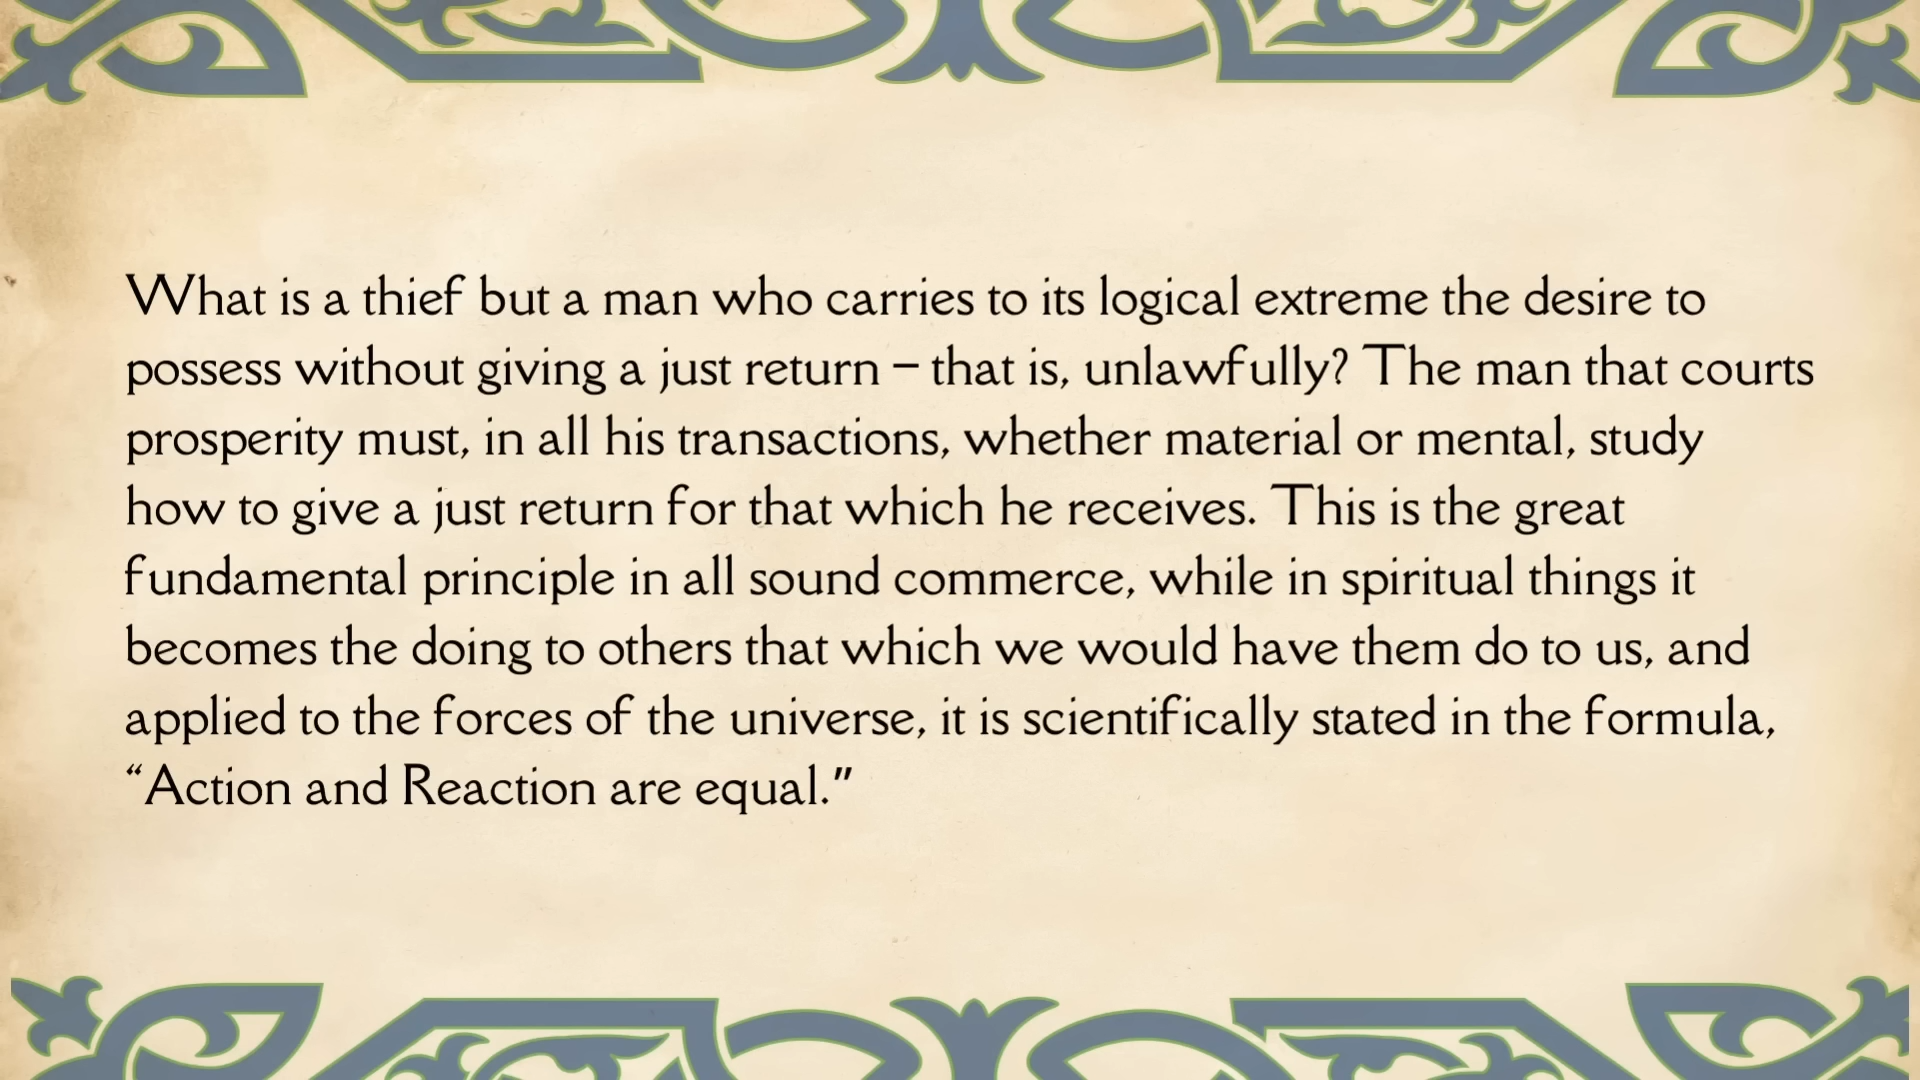 What is a thief but a man who carries to its logical extreme the desire to
possess without giving a just return – that is, unlawfully? The man that courts
prosperity must, in all his transactions, whether material or mental, study
how to give a just return for that which he receives. This is the great
fundamental principle in all sound commerce, while in spiritual things it
becomes the doing to others that which we would have them do to us, and
applied to the forces of the universe, it is scientifically stated in the formula,
“Action and Reaction are equal.”